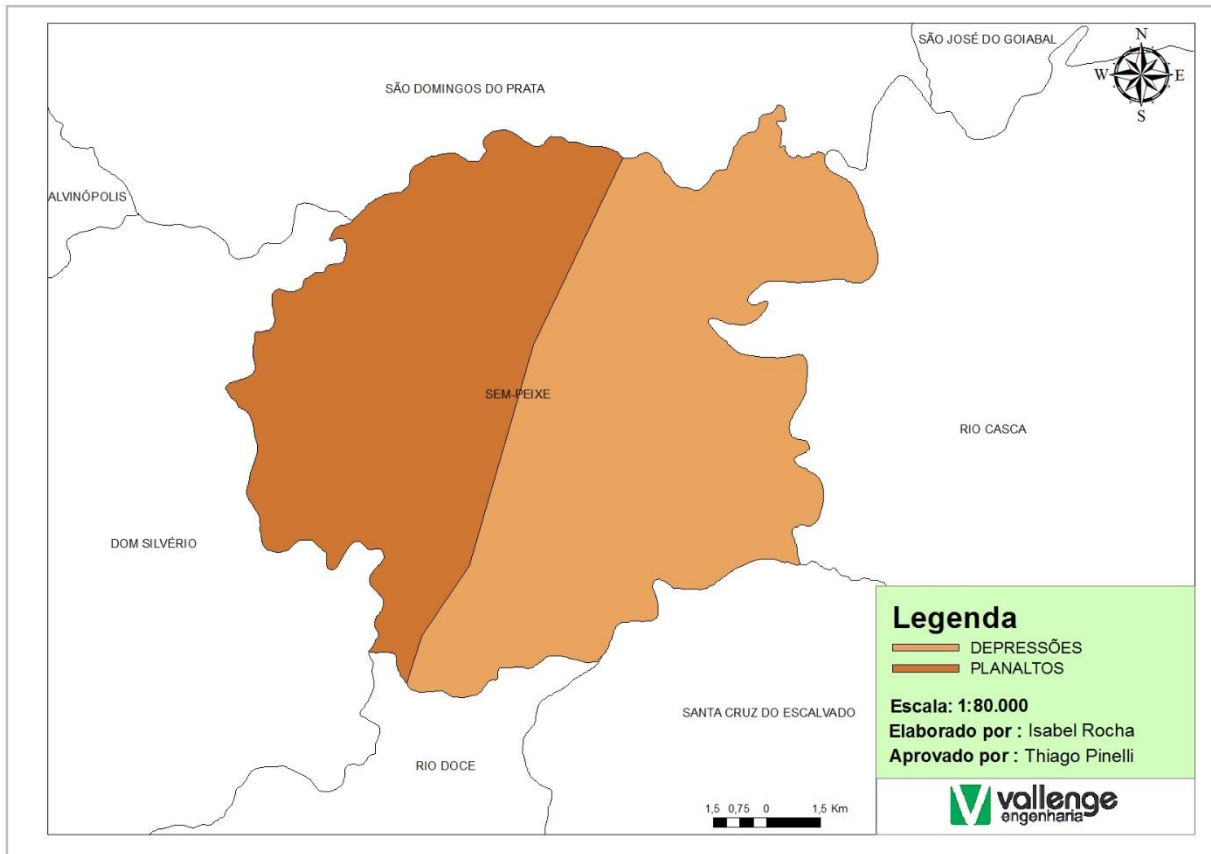 SÃO JOSÉ DO GOIABAL
N
W E
S
SÃO DOMINGOS DO PRATA
ALVINÓPOLIS
SEM-PEIXE
RIO CASCA
DOM SILVÉRIO
Legenda
DEPRESSÕES
PLANALTOS
Escala: 1:80.000
Elaborado por : Isabel Rocha
Aprovado por : Thiago Pinelli
SANTA CRUZ DO ESCALVADO
RIO DOCE
1,5 0,75 0 1,5 Km
vallenge
engenharia